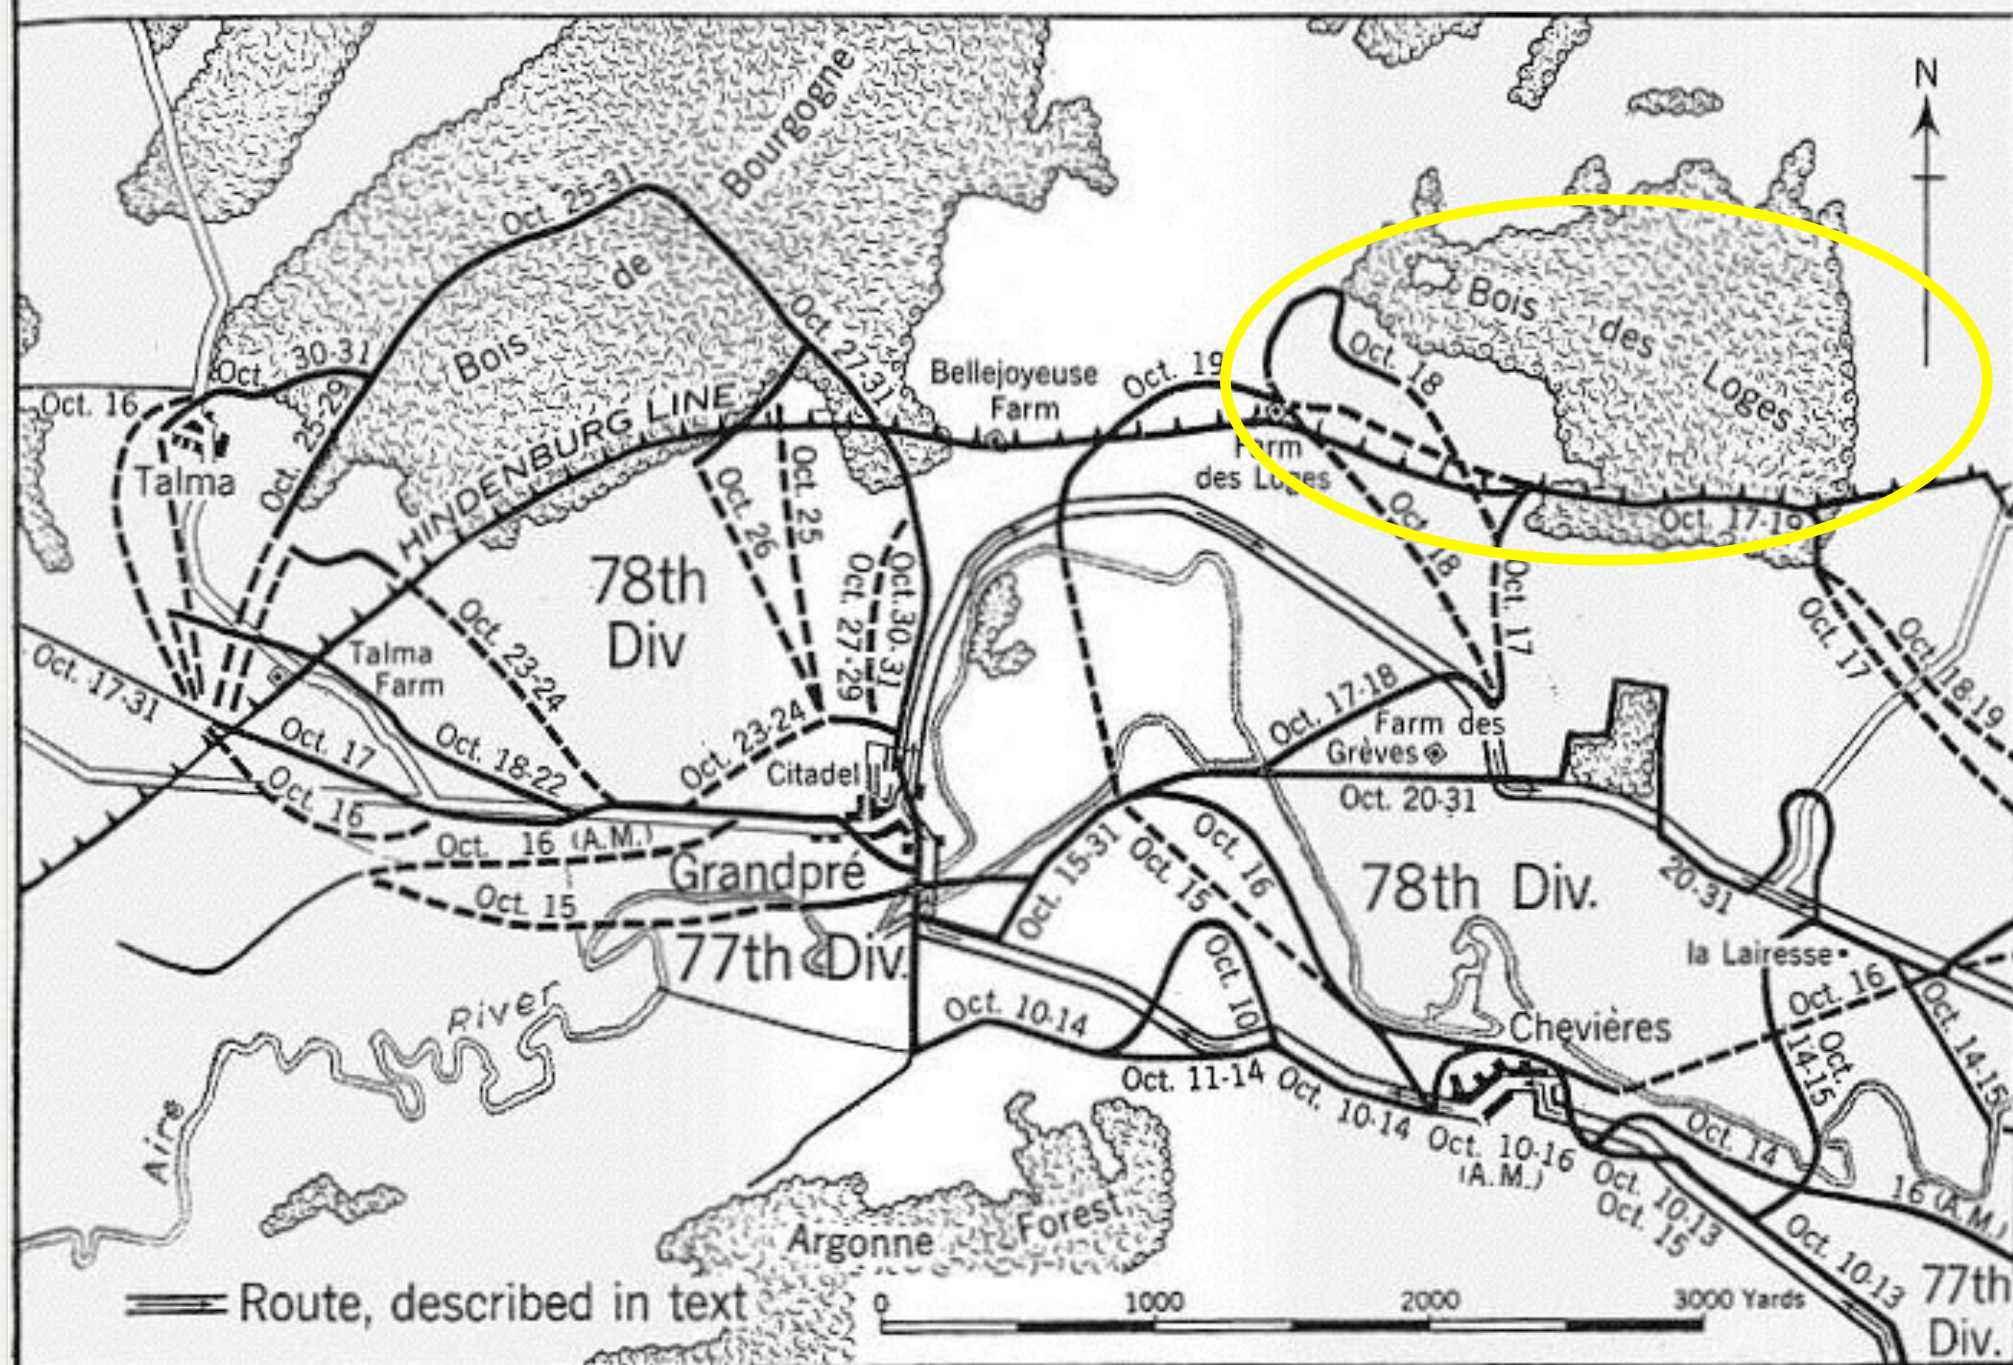 N
Bois
de
Bourgogne
Oct. 25-31
Oct. 30-31
Oct. 16
Talma
Oct. 25-29
Bois
HINDENBURG LINE
Oct. 27-31
Bellejoyeuse
Farm
Oct. 19
Oct. 18
Bois
des
Loges
Farm
des Loges
Oct. 18
Oct. 17-19
Oct. 17
Oct. 17
Oct. 18-19
Oct. 26
Oct. 25
Oct. 27-29
Oct. 30. 31
78th
Div
Talma
Farm
Oct. 23-24
Oct. 17-31
Oct. 17
Oct. 18-22
Oct. 23-24
Citadel
Oct. 16
Oct. 16 (A.M.)
Grandpré
Oct. 15
77th Div.
Oct. 17-18
Farm des
Grèves
Oct. 20-31
Oct. 15-31
Oct. 15
Oct. 16
78th Div.
20-31
la Lairesse
Oct. 16
Oct. 14-15
Oct.
14-15
Oct. 10
Oct. 10-14
Oct. 11-14
Oct. 10-14
Chevières
Oct. 10-16
(A.M.)
Oct. 14
16 (A.M.)
Oct. 10-13
Oct. 15
Oct. 10-13
77th
Div.
Aire
River
Argonne
Forest
Route, described in text
0 1000 2000 3000 Yards